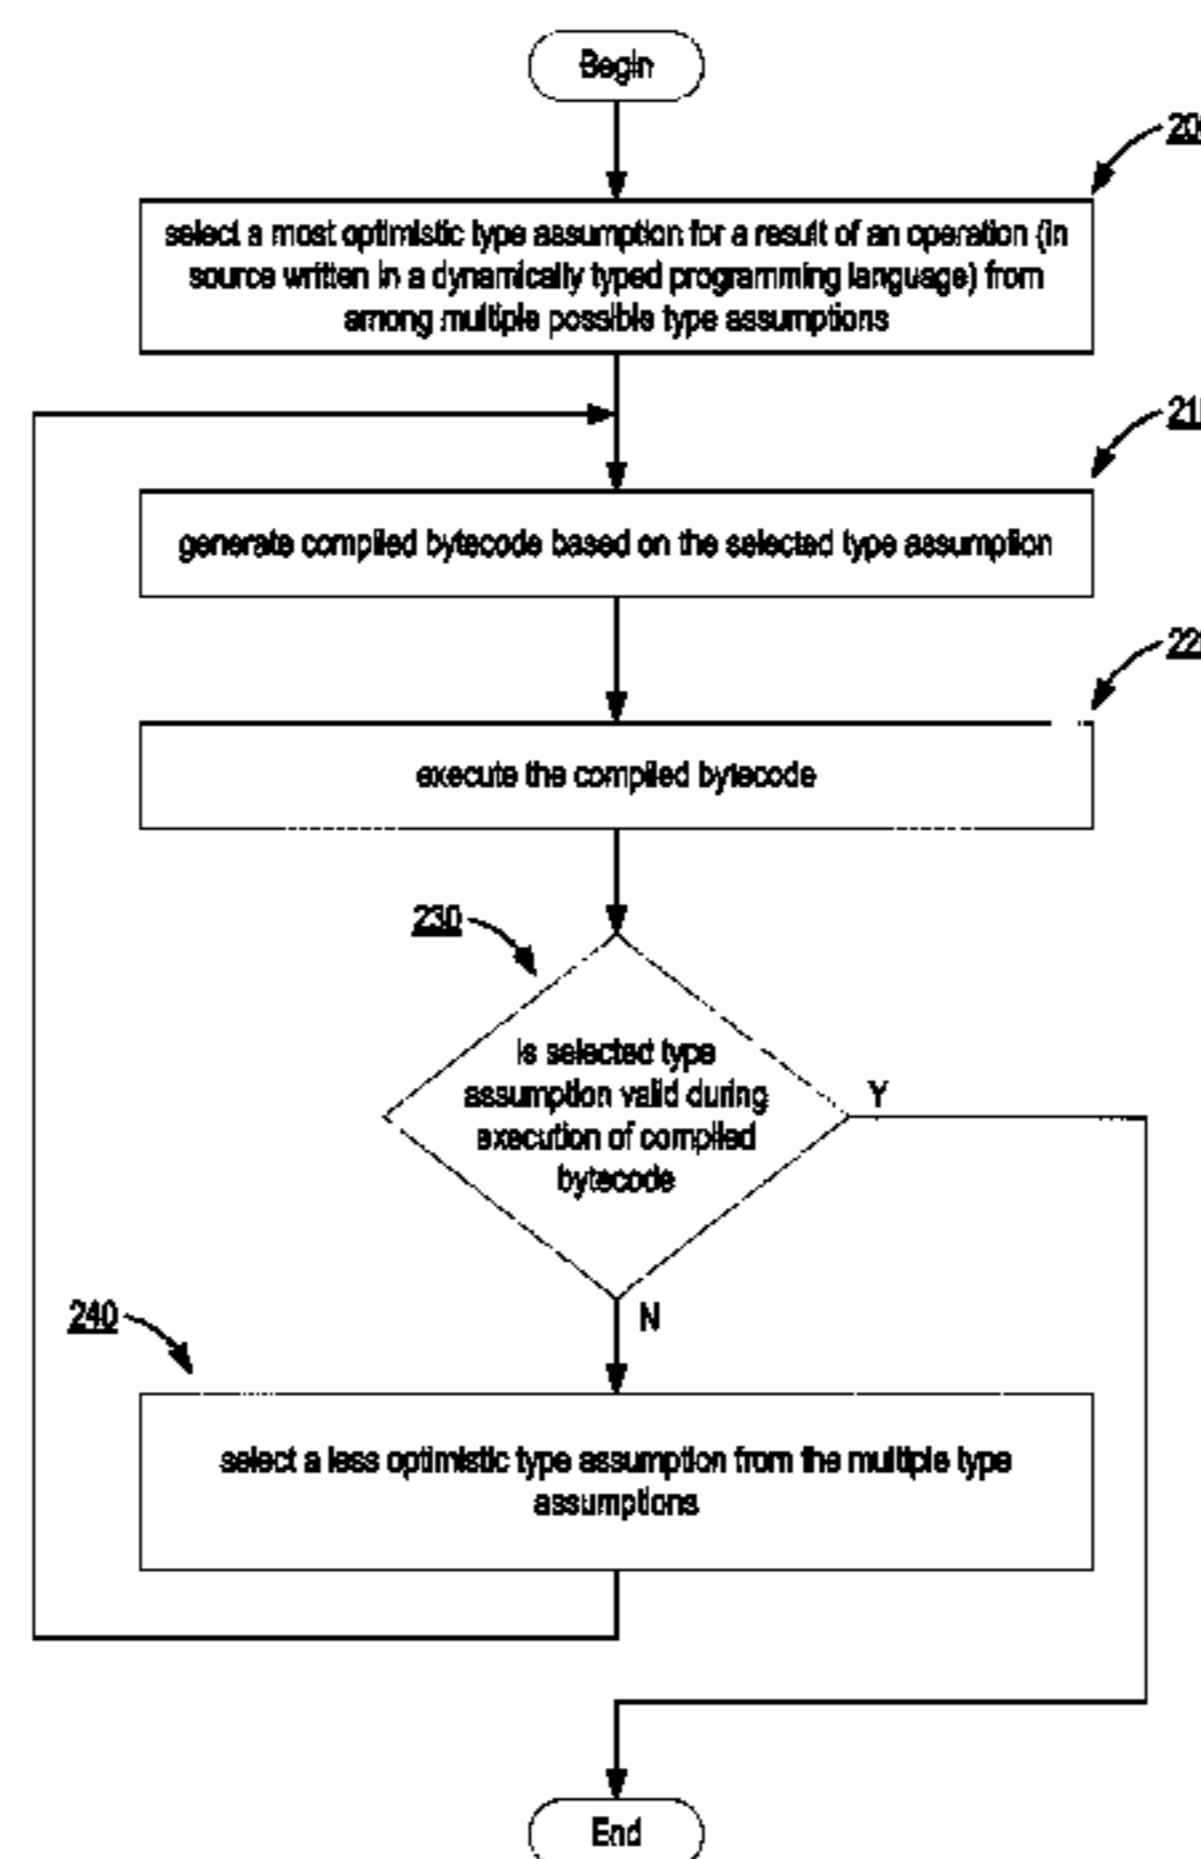 Begin
select a most optimistic type assumption for a result of an operation (in
source written in a dynamically typed programming language) from
among multiple possible type assumptions
generate compiled bytecode based on the selected type assumption
execute the compiled bytecode
230
Is selected type
assumption valid during
execution of compiled
bytecode
Y
N
240
select a less optimistic type assumption from the multiple type
assumptions
End